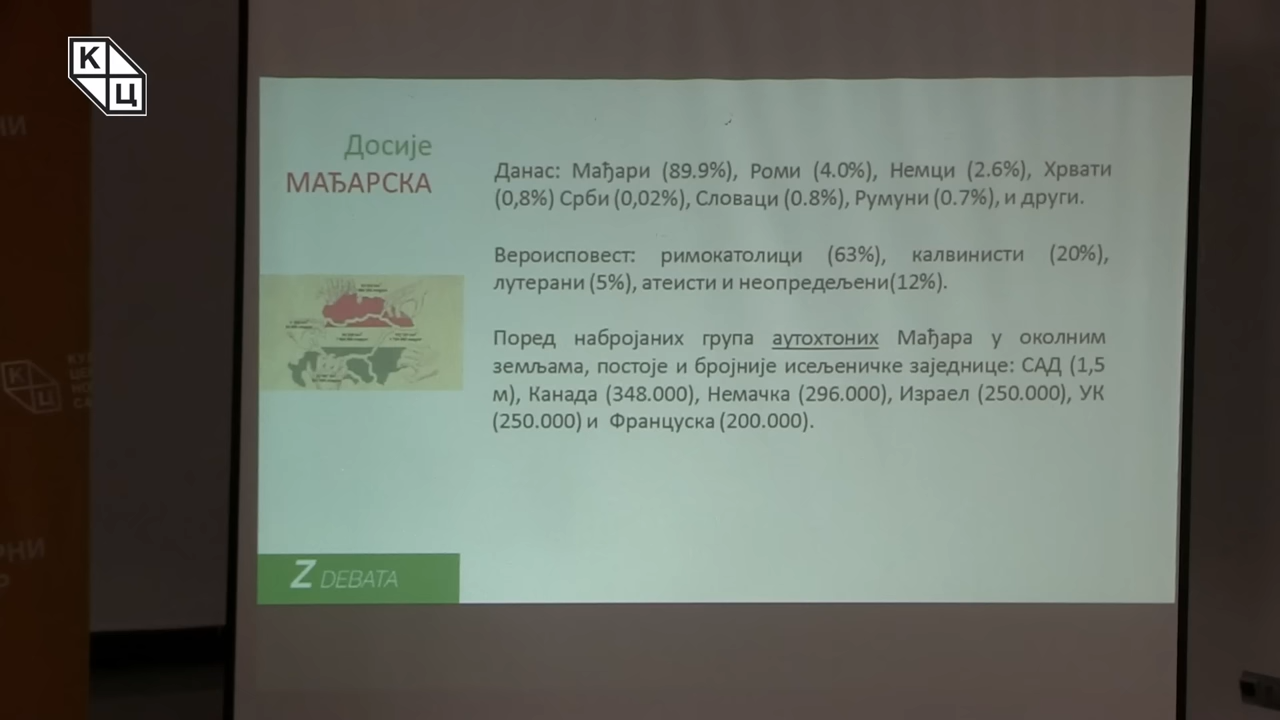 К
Ц
Досије
МАЂАРСКА
Данас: Мађари (89.9%), Роми (4.0%), Немци (2.6%), Хрвати
(0,8%) Срби (0,02%), Словаци (0.8%), Румуни (0.7%), и други.
Вероисповест: римокатолици (63%), калвинисти (20%),
лутерани (5%), атеисти и неопредељени(12%).
Поред набројаних група аутохтоних Мађара у околним
земљама, постоје и бројније исељеничке заједнице: САД (1,5
м), Канада (348.000), Немачка (296.000), Израел (250.000), УК
(250.000) и Француска (200.000).
Z DEBATA